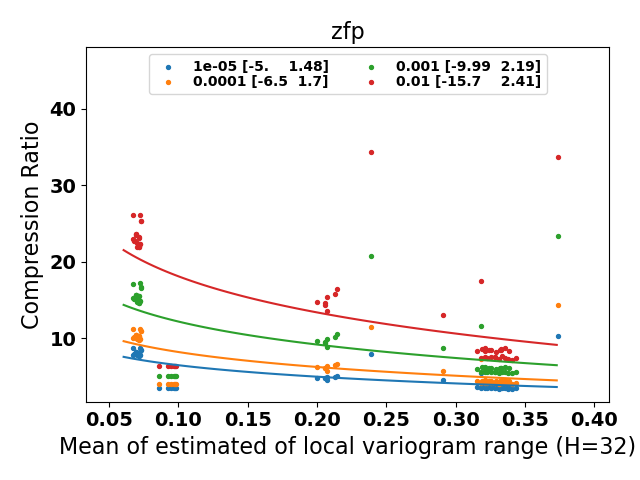 zfp
1e-05 [-5.    1.48]
0.0001 [-6.5  1.7]
0.001 [-9.99  2.19]
0.01 [-15.7    2.41]
Compression Ratio
40
30
20
10
0.05 0.10 0.15 0.20 0.25 0.30 0.35 0.40
Mean of estimated of local variogram range (H=32)